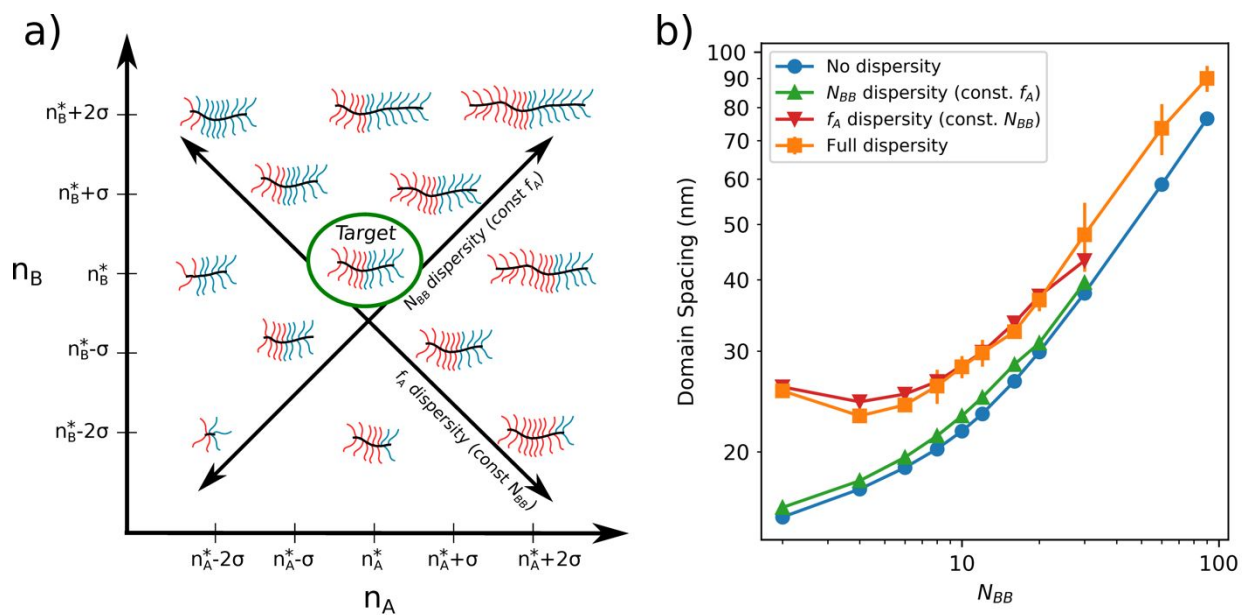 a)
n_B
n*_B+2σ
n*_B+σ
n*_B
n*_B-σ
n*_B-2σ
Target
N_BB dispersity (const f_A)
f_A dispersity (const N_BB)
n*_A-2σ
n*_A-σ
n*_A
n*_A+σ
n*_A+2σ
n_A
b)
Domain Spacing (nm)
100
90
80
70
60
50
40
30
20
No dispersity
N_BB dispersity (const. f_A)
f_A dispersity (const. N_BB)
Full dispersity
10
100
N_BB